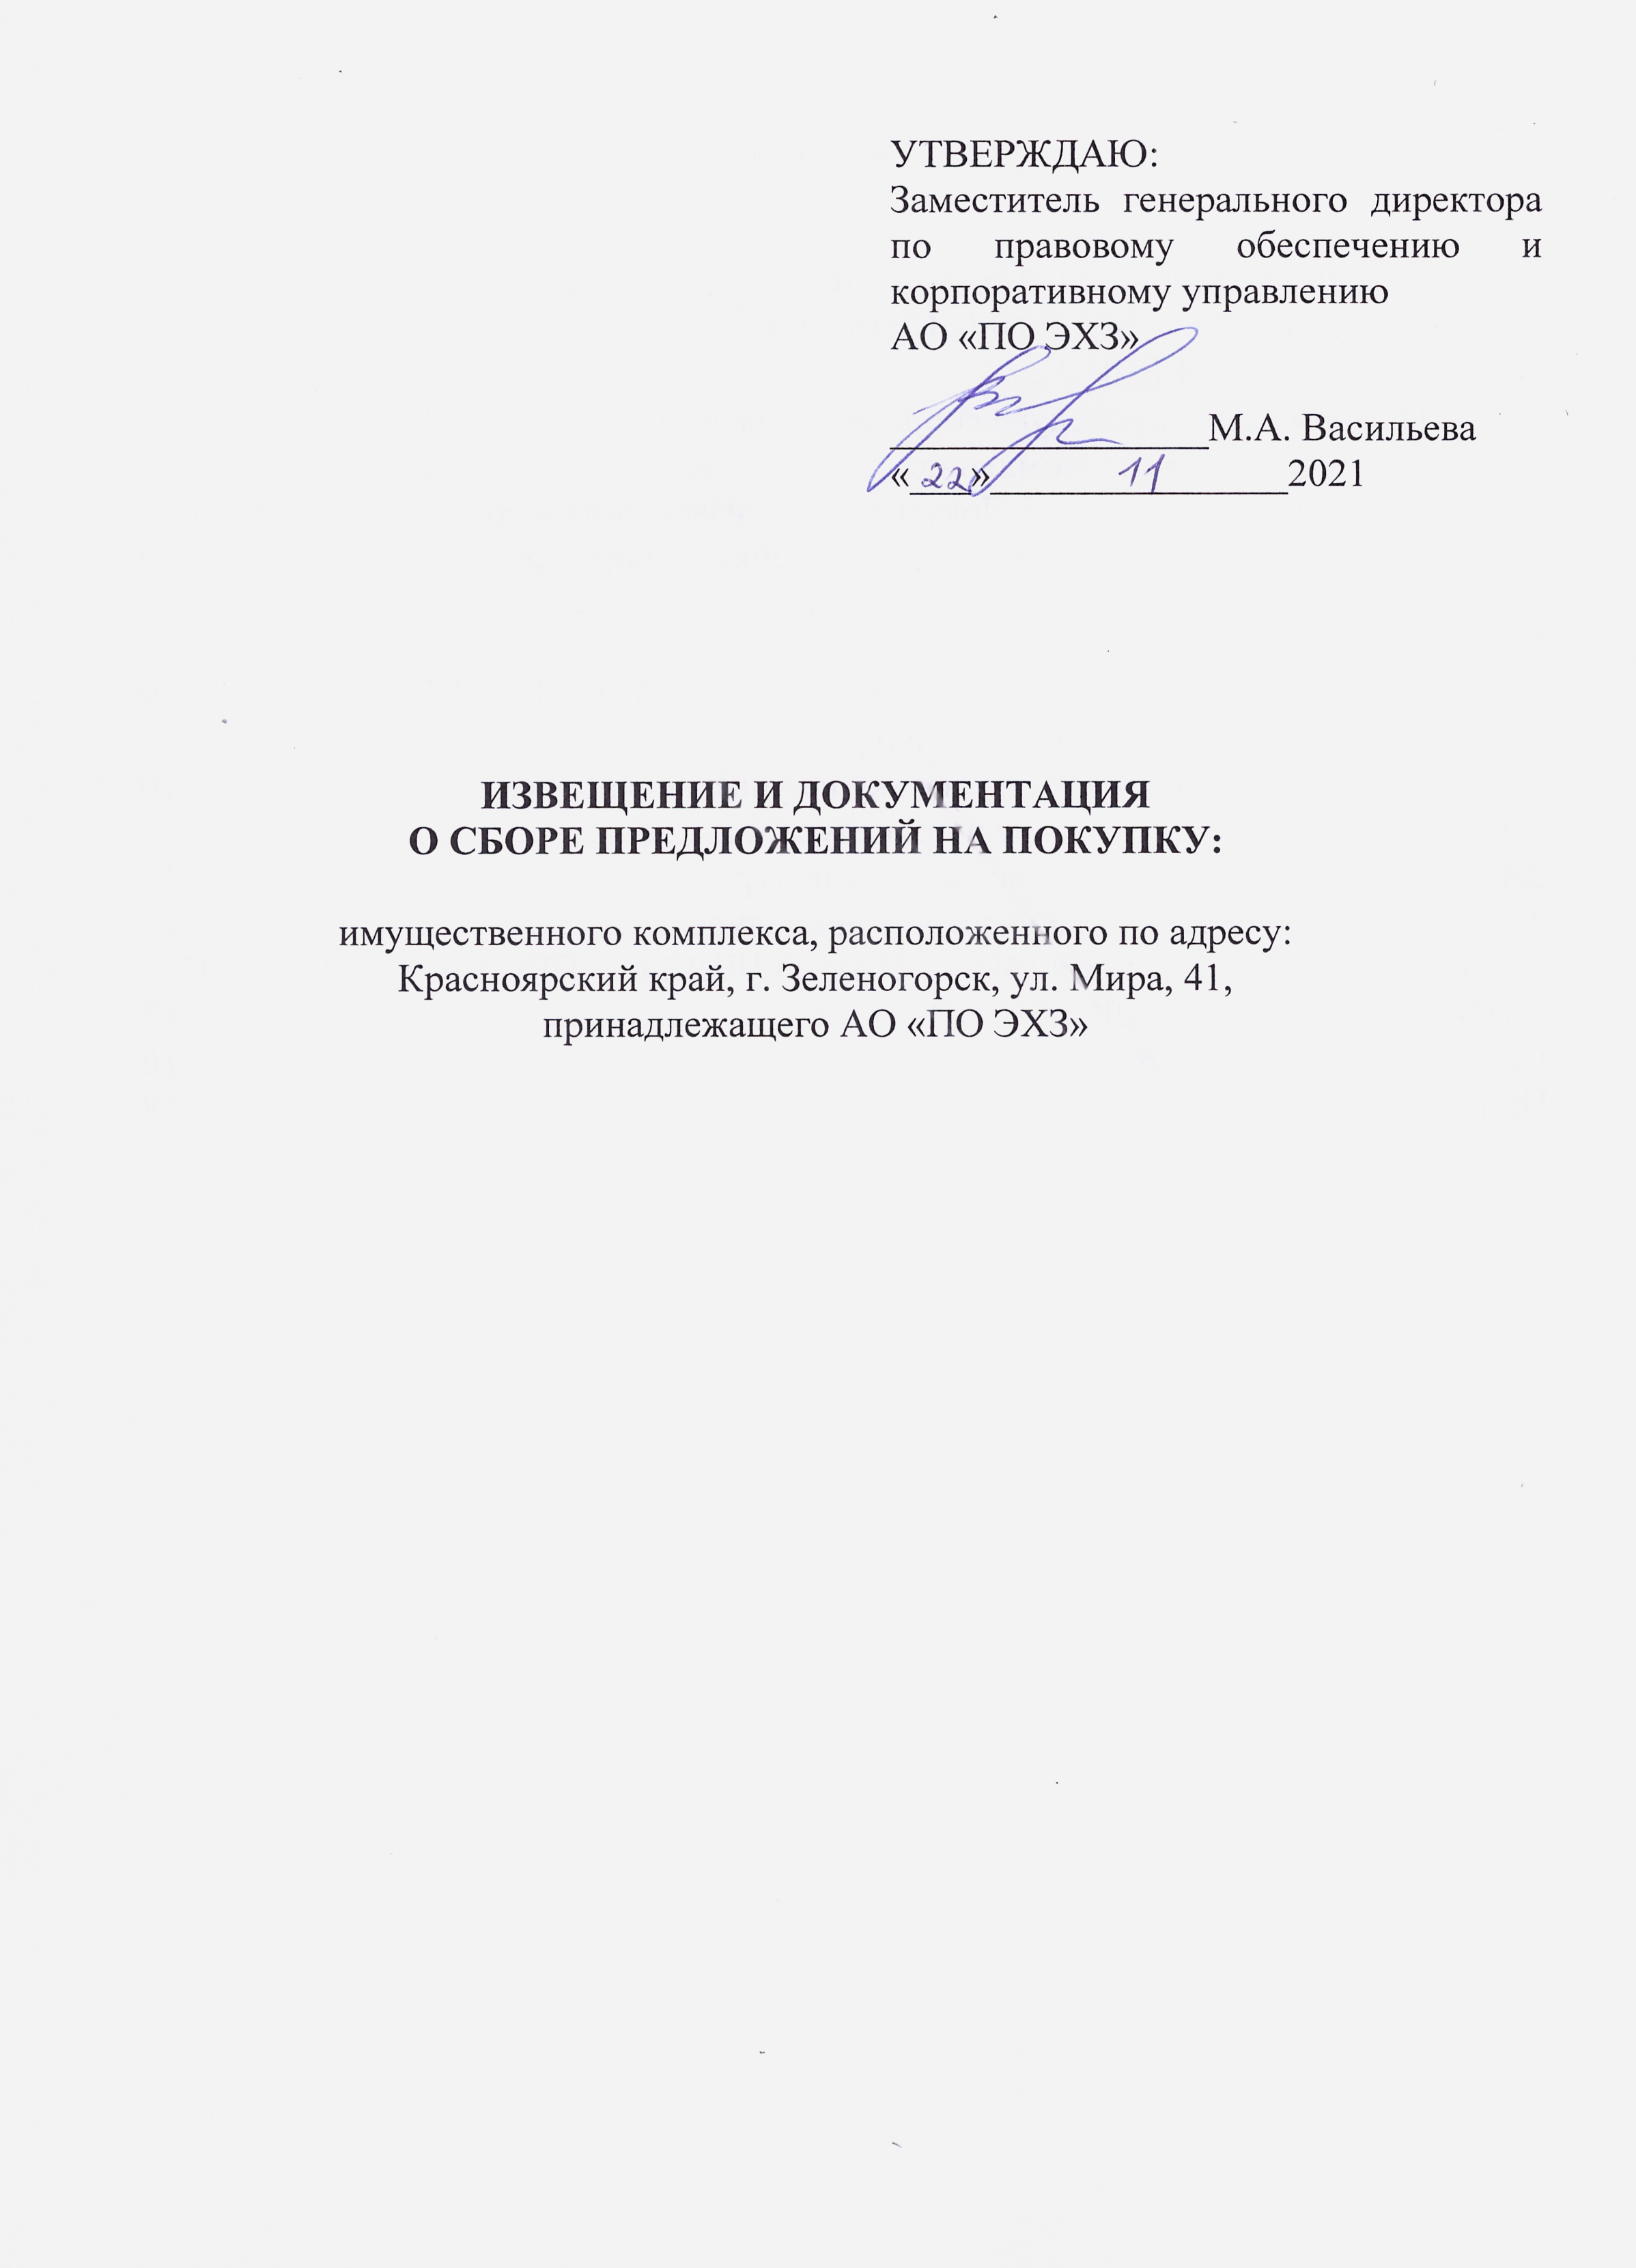 УТВЕРЖДАЮ:
Заместитель генерального директора
по правовому обеспечению и
корпоративному управлению
АО «ПО ЭХЗ»
___________________М.А. Васильева
«22» 11 2021
ИЗВЕЩЕНИЕ И ДОКУМЕНТАЦИЯ
О СБОРЕ ПРЕДЛОЖЕНИЙ НА ПОКУПКУ:
имущественного комплекса, расположенного по адресу:
Красноярский край, г. Зеленогорск, ул. Мира, 41,
принадлежащего АО «ПО ЭХЗ»